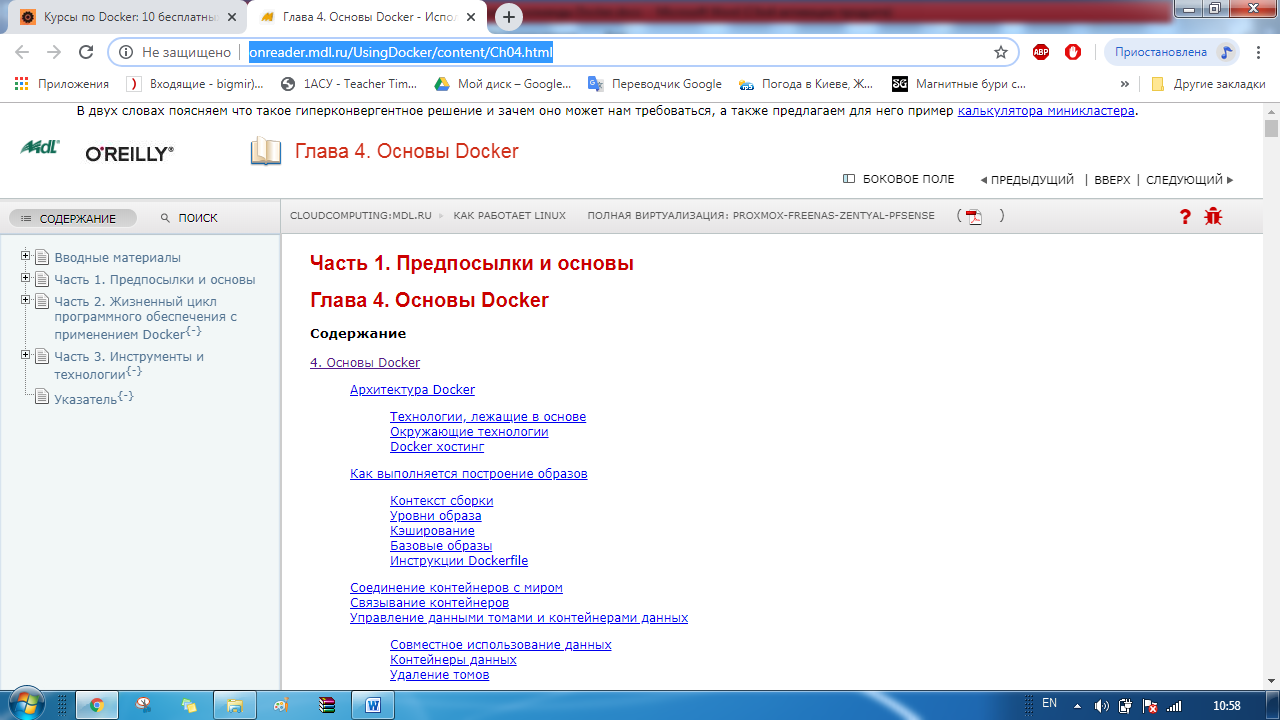 Курсы по Docker: 10 бесплатны
Глава 4. Основы Docker - Испол
Не защищено
onreader.mdl.ru/UsingDocker/content/Ch04.html
ABP
Приостановлена
Приложения
Входящие - bigmir)...
1АСУ - Teacher Tim...
Мой диск – Google...
Переводчик Google
Погода в Киеве, Ж...
Магнитные бури с...
»
Другие закладки
В двух словах поясняем что такое гиперконвергентное решение и зачем оно может нам требоваться, а также предлагаем для него пример калькулятора миникластера.
Mdl
O'REILLY®
Глава 4. Основы Docker
БОКОВОЕ ПОЛЕ ПРЕДЫДУЩИЙ | ВВЕРХ | СЛЕДУЮЩИЙ
СОДЕРЖАНИЕ
ПОИСК
CLOUDCOMPUTING:MDL.RU КАК РАБОТАЕТ LINUX ПОЛНАЯ ВИРТУАЛИЗАЦИЯ: PROXMOX-FREENAS-ZENTYAL-PFSENSE ( )
?
Вводные материалы
Часть 1. Предпосылки и основы
Часть 2. Жизненный цикл
программного обеспечения с
применением Docker{-}
Часть 3. Инструменты и
технологии{-}
Указатель{-}
Часть 1. Предпосылки и основы
Глава 4. Основы Docker
Содержание
4. Основы Docker
Архитектура Docker
Технологии, лежащие в основе
Окружающие технологии
Docker хостинг
Как выполняется построение образов
Контекст сборки
Уровни образа
Кэширование
Базовые образы
Инструкции Dockerfile
Соединение контейнеров с миром
Связывание контейнеров
Управление данными томами и контейнерами данных
Совместное использование данных
Контейнеры данных
Удаление томов
EN
10:58